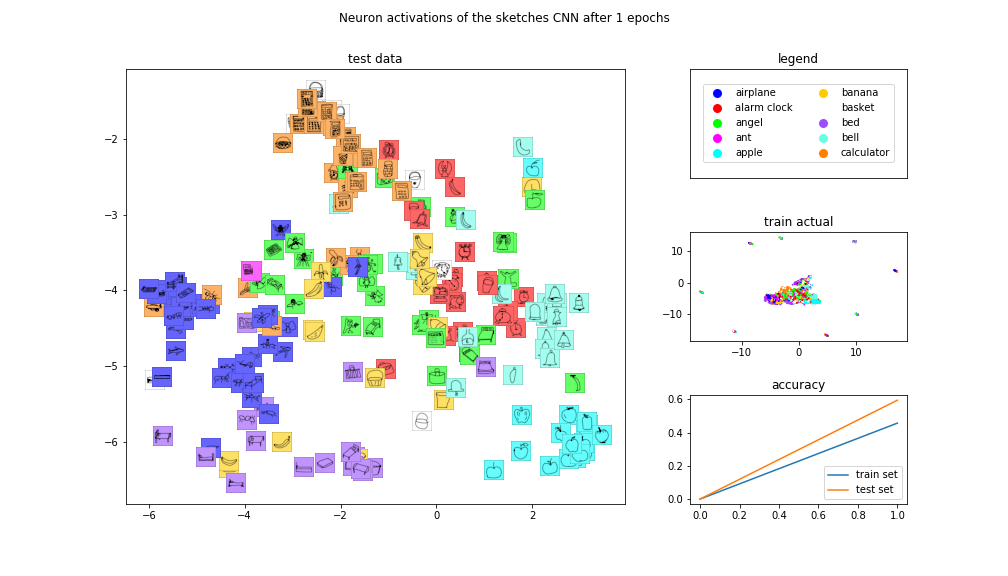 Neuron activations of the sketches CNN after 1 epochs
test data
−2
−3
−4
−5
−6
−6
−4
−2
0
2
legend
airplane
alarm clock
angel
ant
apple
banana
basket
bed
bell
calculator
train actual
10
0
−10
−10
0
10
accuracy
0.6
0.4
0.2
0.0
0.0
0.2
0.4
0.6
0.8
1.0
train set
test set